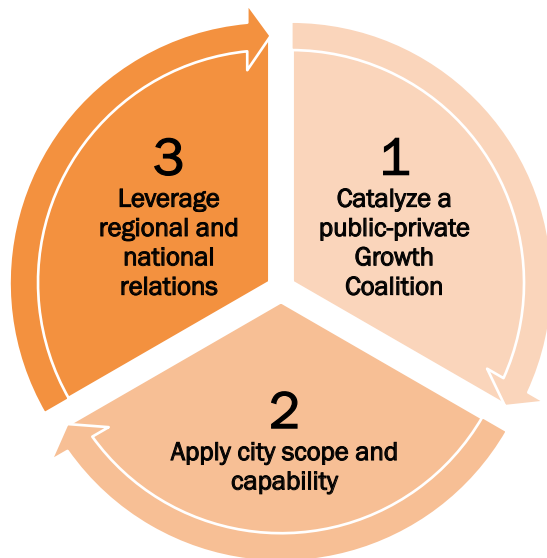 1
Catalyze a
public-private
Growth
Coalition
2
Apply city scope and
capability
3
Leverage
regional and
national
relations